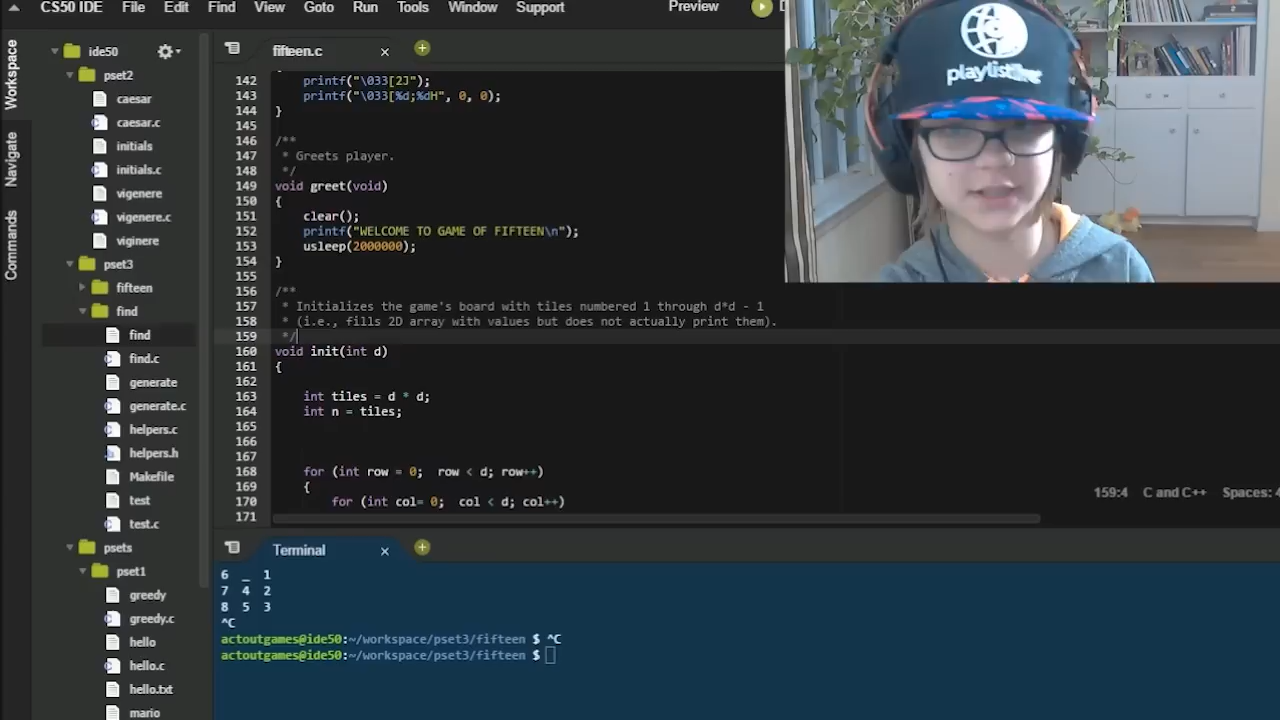 CS50 IDE File Edit Find View Goto Run Tools Window Support Preview
Workspace
Navigate
Commands
ide50
pset2
caesar
caesar.c
initials
initials.c
vigenere
vigenere.c
viginere
pset3
fifteen
find
find
find.c
generate
generate.c
helpers.c
helpers.h
Makefile
test
test.c
psets
pset1
greedy
greedy.c
hello
hello.c
hello.txt
mario
fifteen.c
142 printf("\033[2J");
143 printf("\033[%d;%dH", 0, 0);
144 }
145
146 /**
147 * Greets player.
148 */
149 void greet(void)
150 {
151 clear();
152 printf("WELCOME TO GAME OF FIFTEEN\n");
153 usleep(2000000);
154 }
155
156 /**
157 * Initializes the game's board with tiles numbered 1 through d*d - 1
158 * (i.e., fills 2D array with values but does not actually print them).
159 */
160 void init(int d)
161 {
162
163 int tiles = d * d;
164 int n = tiles;
165
166
167
168 for (int row = 0; row < d; row++)
169 {
170 for (int col= 0; col < d; col++)
171
159:4 C and C++ Spaces: 4
Terminal
6 _ 1
7 4 2
8 5 3
^C
actoutgames@ide50:~/workspace/pset3/fifteen $ ^C
actoutgames@ide50:~/workspace/pset3/fifteen $